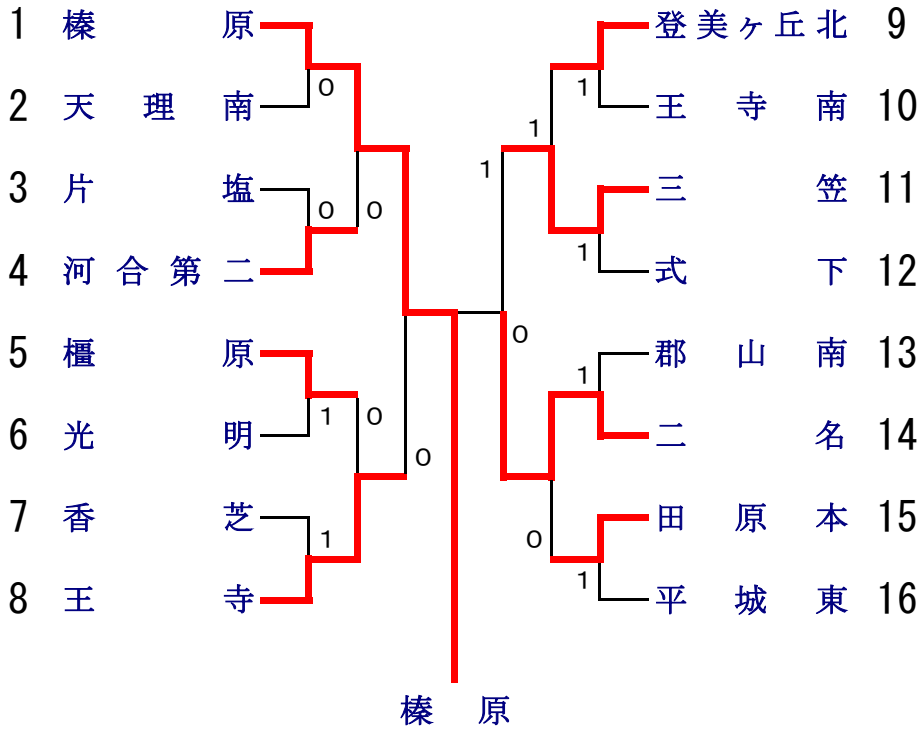 1 榛原
2 天理南
3 片塩
4 河合第二
5 橿原
6 光明
7 香芝
8 王寺
0
0
0
1
0
1
0
登美ヶ丘北 9
王寺南 10
三笠 11
式下 12
郡山南 13
二名 14
田原本 15
平城東 16
1
1
1
1
0
1
0
1
榛原